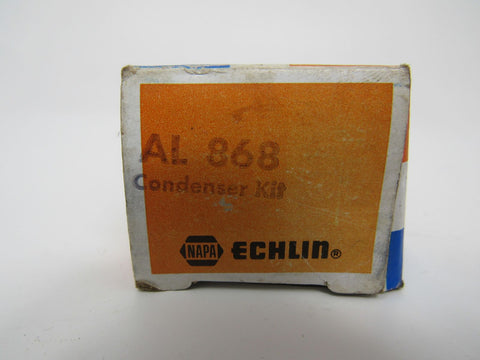 AL 868
Condenser Kit
NAPA ECHLIN®